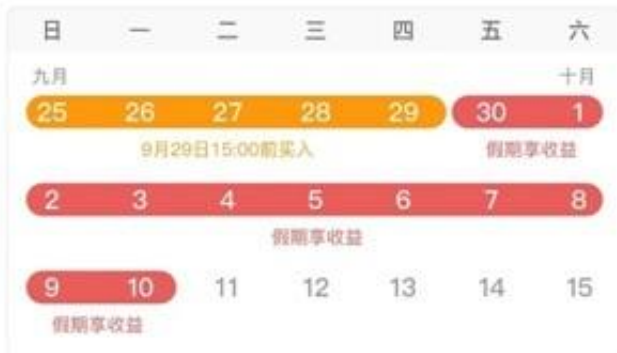 日 一 二 三 四 五 六
九月 十月
25 26 27 28 29 30 1
9月29日15:00前买入 假期享收益
2 3 4 5 6 7 8
假期享收益
9 10 11 12 13 14 15
假期享收益